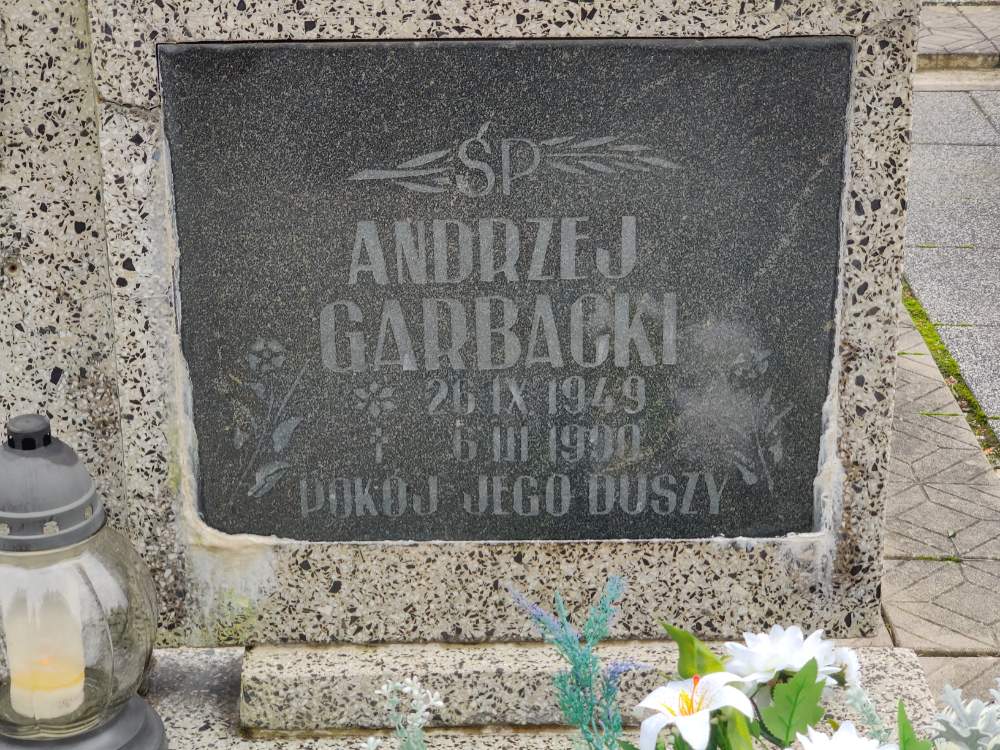 ŚP
ANDRZEJ
GARBACKI
26 IX 1949
6 III 1990
POKÓJ JEGO DUSZY